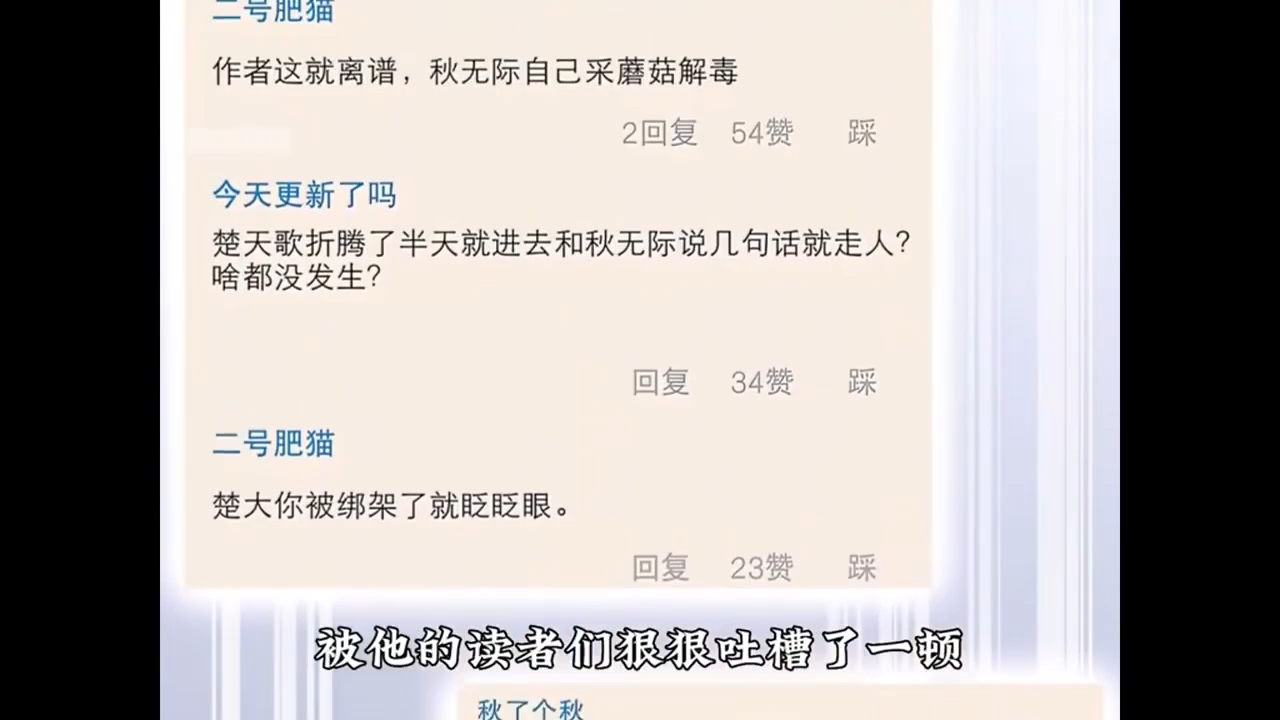 二号肥猫
作者这就离谱，秋无际自己采蘑菇解毒
2回复 54赞 踩
今天更新了吗
楚天歌折腾了半天就进去和秋无际说几句话就走人？
啥都没发生？
回复 34赞 踩
二号肥猫
楚大你被绑架了就眨眨眼。
回复 23赞 踩
被他的读者们狠狠吐槽了一顿
秋了个秋